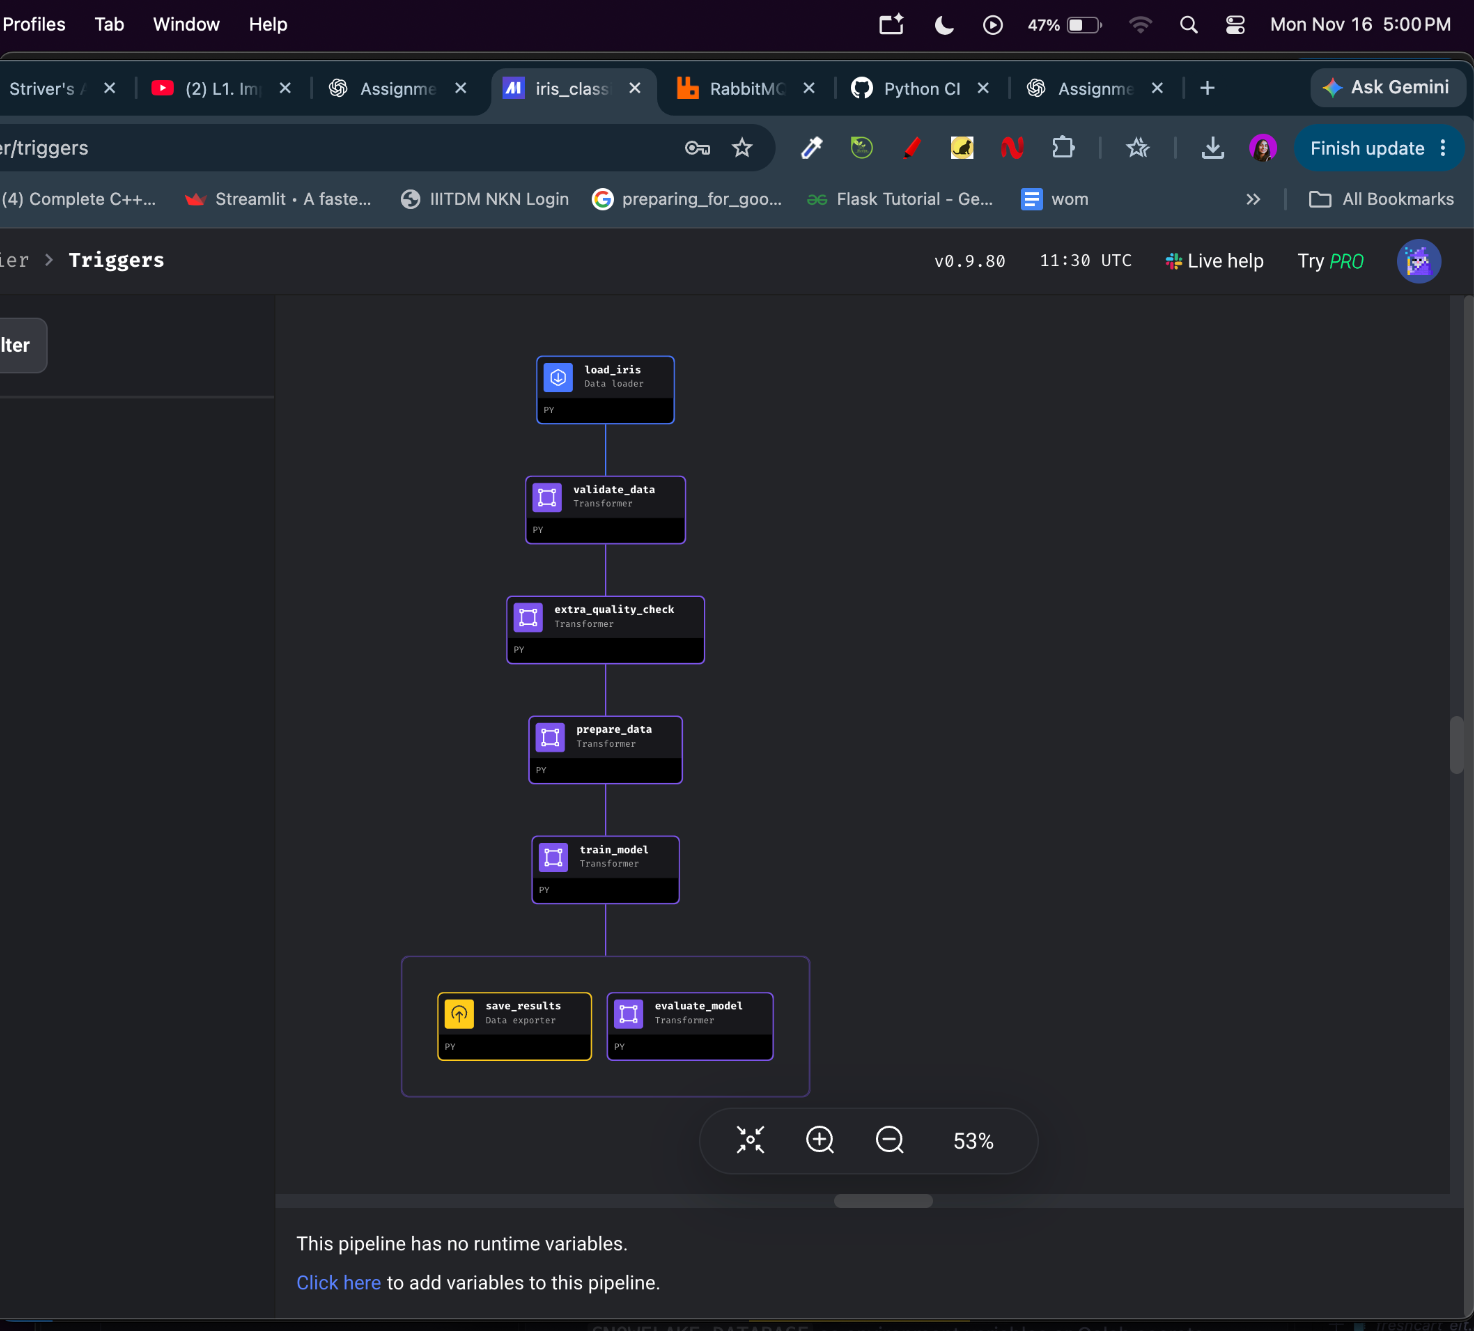 Profiles Tab Window Help 47% Mon Nov 16 5:00 PM
Striver's (2) L1. Im Assignme iris_class RabbitMC Python CI Assignme Ask Gemini
er/triggers Finish update
(4) Complete C++... Streamlit • A faste... IIITDM NKN Login preparing_for_goo... Flask Tutorial - Ge... wom All Bookmarks
ier > Triggers v0.9.80 11:30 UTC Live help Try PRO
lter
load_iris
Data loader
PY
validate_data
Transformer
PY
extra_quality_check
Transformer
PY
prepare_data
Transformer
PY
train_model
Transformer
PY
save_results
Data exporter
PY
evaluate_model
Transformer
PY
53%
This pipeline has no runtime variables.
Click here to add variables to this pipeline.